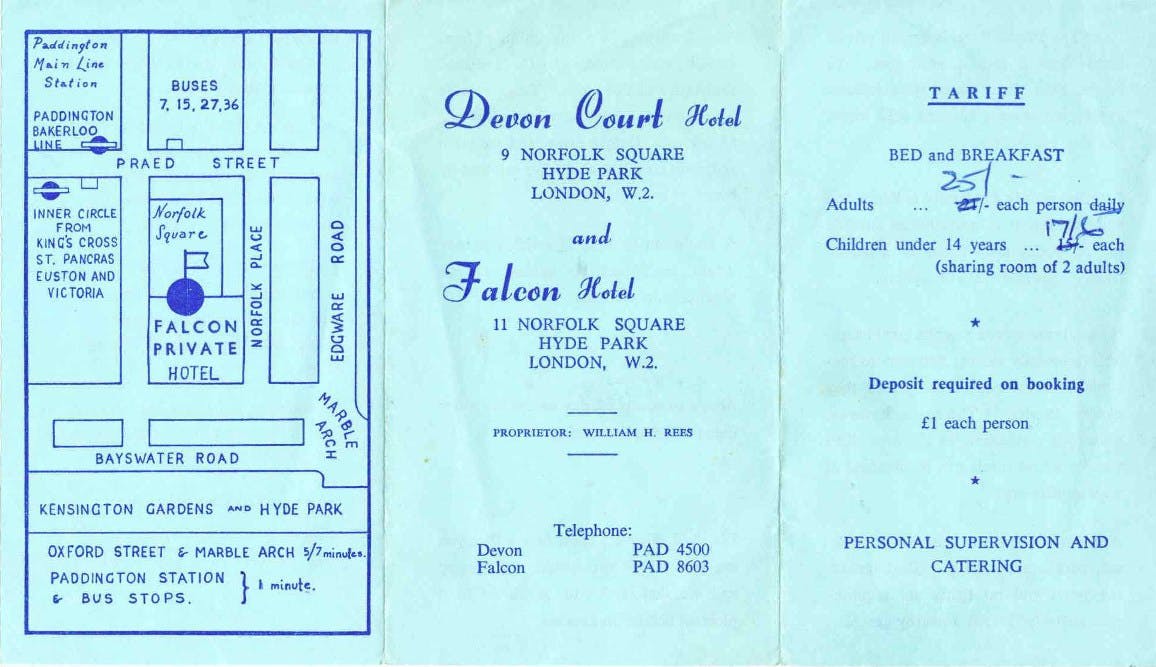 Paddington
Main Line
Station
PADDINGTON
BAKERLOO
LINE
BUSES
7, 15, 27, 36
PRAED STREET
INNER CIRCLE
FROM
KING'S CROSS
ST. PANCRAS
EUSTON AND
VICTORIA
Norfolk
Square
FALCON
PRIVATE
HOTEL
NORFOLK PLACE
EDGWARE ROAD
MARBLE
ARCH
BAYSWATER ROAD
KENSINGTON GARDENS AND HYDE PARK
OXFORD STREET & MARBLE ARCH 5/7 minutes.
PADDINGTON STATION
& BUS STOPS. } 1 minute.
Devon Court Hotel
9 NORFOLK SQUARE
HYDE PARK
LONDON, W.2.
and
Falcon Hotel
11 NORFOLK SQUARE
HYDE PARK
LONDON, W.2.
PROPRIETOR: WILLIAM H. REES
Telephone:
Devon PAD 4500
Falcon PAD 8603
TARIFF
BED and BREAKFAST
25/-
Adults ... /- each person daily
17/6
Children under 14 years ... 15/- each
(sharing room of 2 adults)
Deposit required on booking
£1 each person
PERSONAL SUPERVISION AND
CATERING